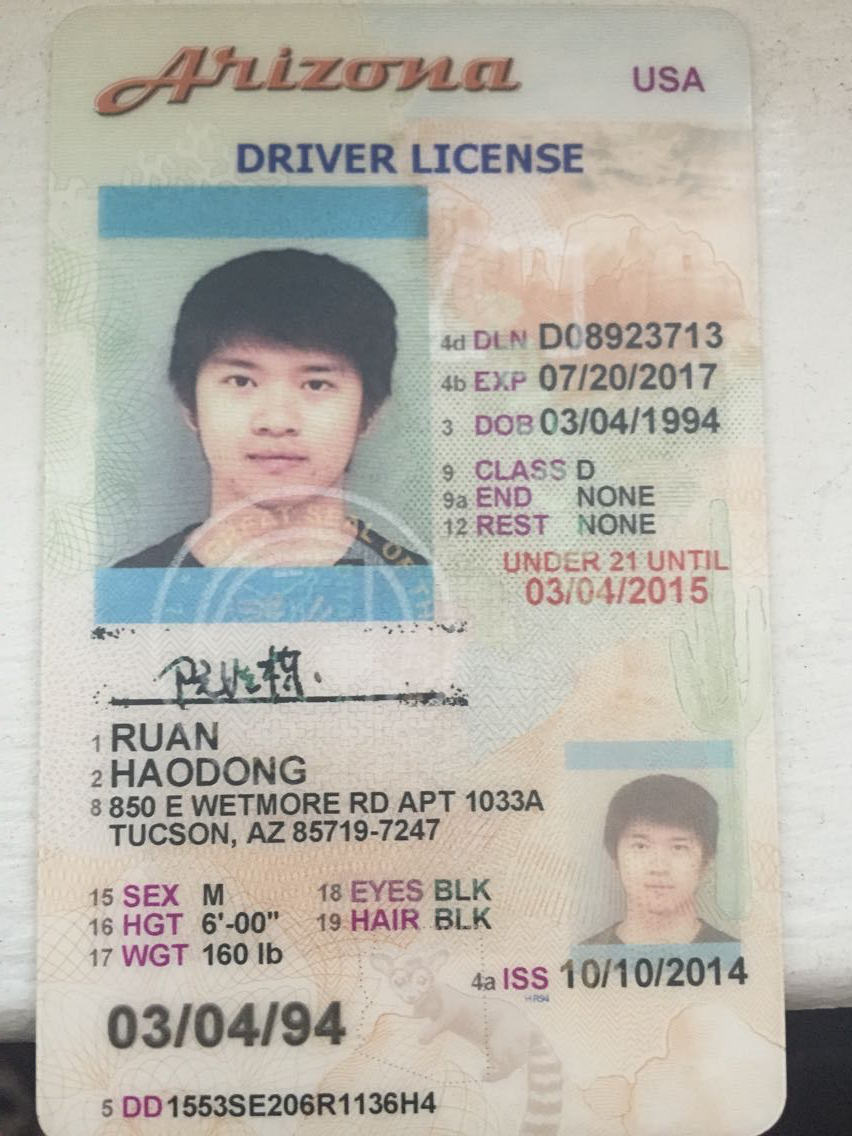 Arizona USA
DRIVER LICENSE
4d DLN D08923713
4b EXP 07/20/2017
3 DOB 03/04/1994
9 CLASS D
9a END NONE
12 REST NONE
UNDER 21 UNTIL
03/04/2015
GREAT SEAL OF TH
1 RUAN
2 HAODONG
8 850 E WETMORE RD APT 1033A
TUCSON, AZ 85719-7247
15 SEX M 18 EYES BLK
16 HGT 6'-00" 19 HAIR BLK
17 WGT 160 lb
4a ISS 10/10/2014
03/04/94
5 DD 1553SE206R1136H4